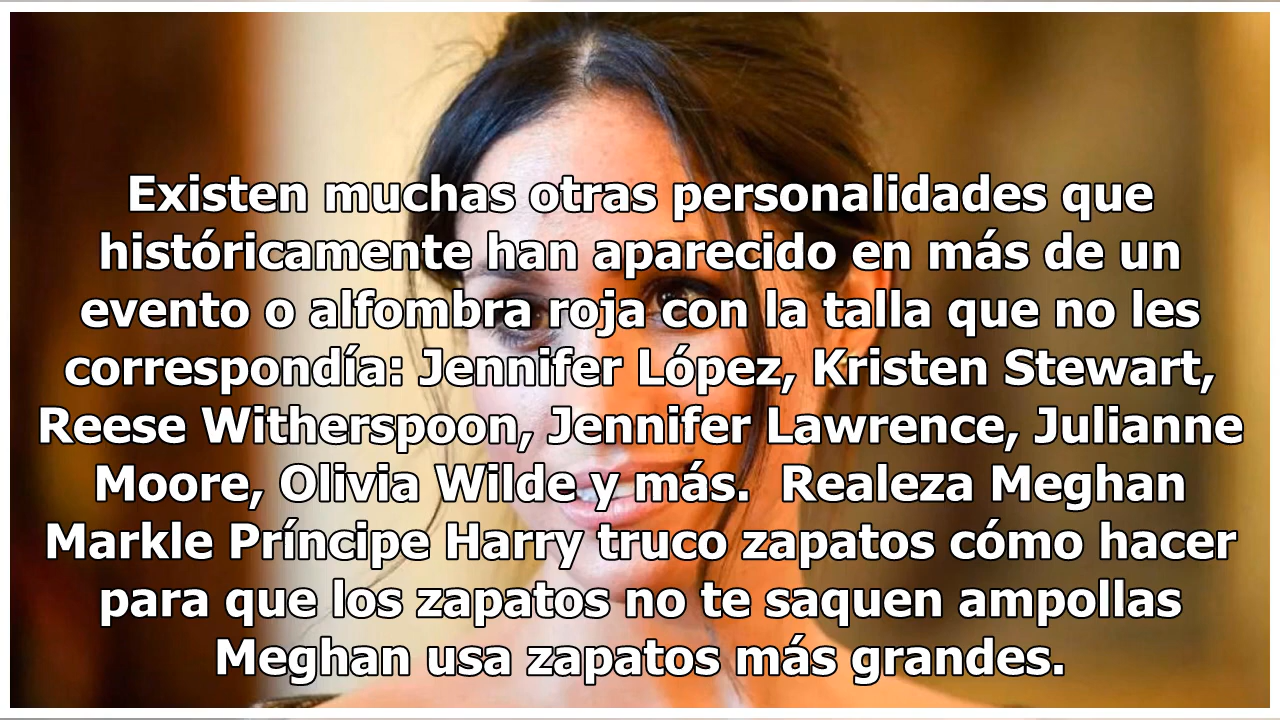 Existen muchas otras personalidades que
históricamente han aparecido en más de un
evento o alfombra roja con la talla que no les
correspondía: Jennifer López, Kristen Stewart,
Reese Witherspoon, Jennifer Lawrence, Julianne
Moore, Olivia Wilde y más.  Realeza Meghan
Markle Príncipe Harry truco zapatos cómo hacer
para que los zapatos no te saquen ampollas
Meghan usa zapatos más grandes.